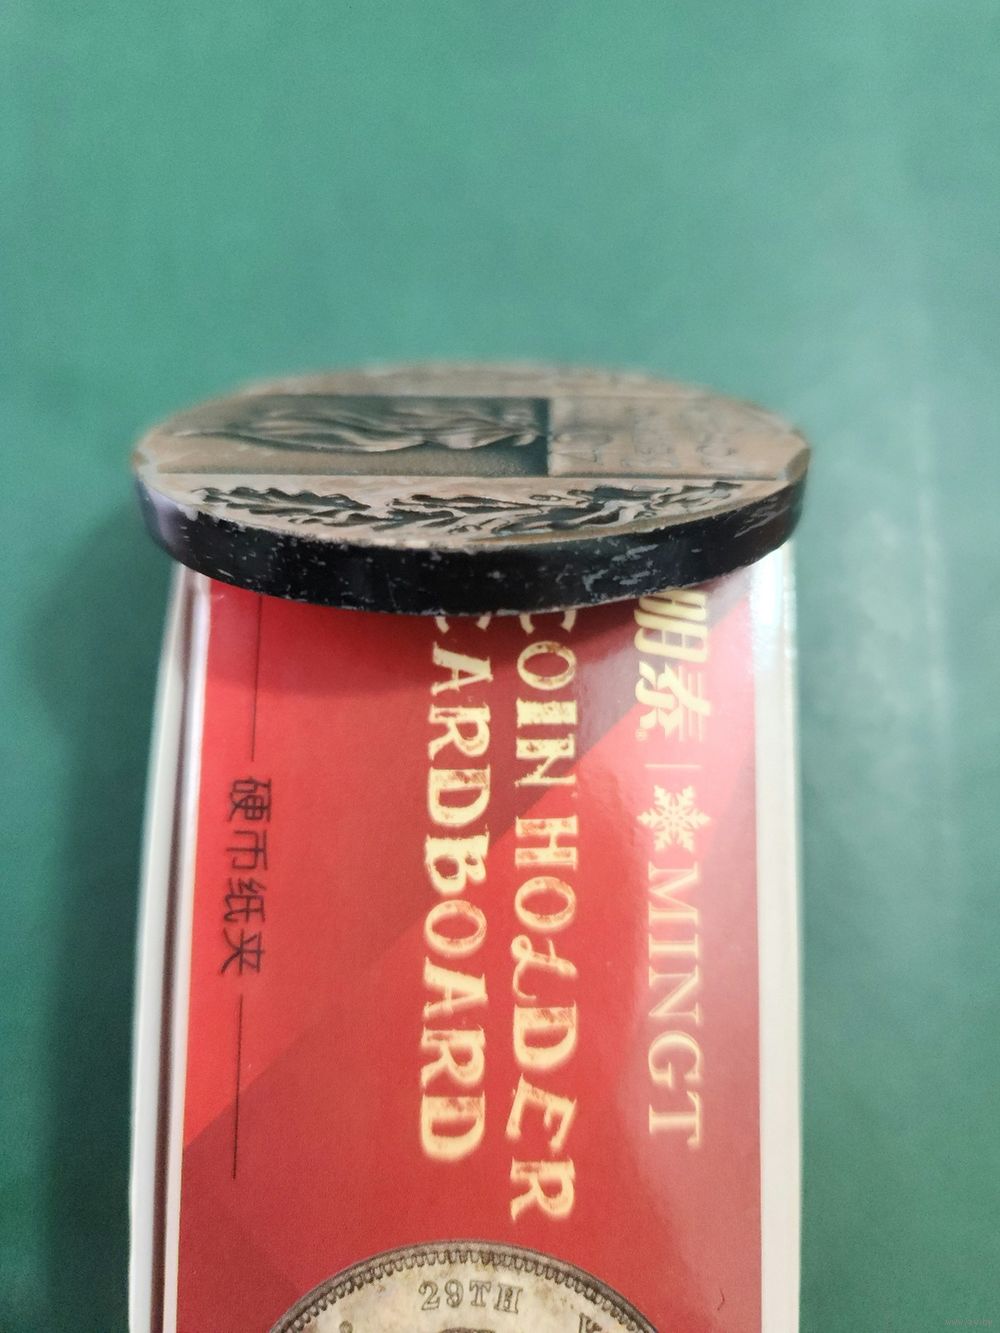 明泰® | MINGT
COIN HOLDER
CARDBOARD
硬币纸夹
29TH